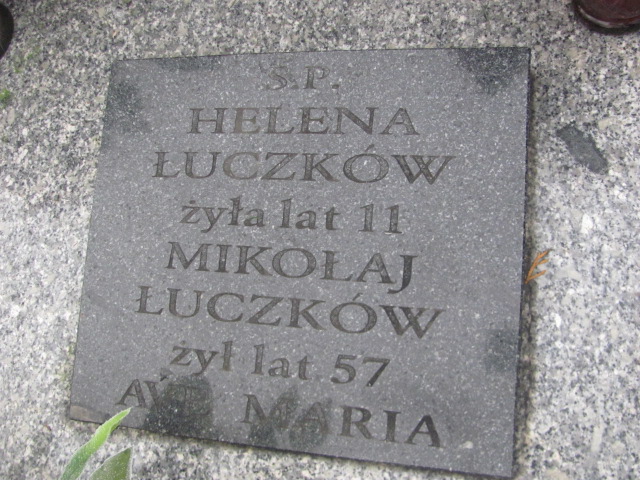 Ś.P.
HELENA
ŁUCZKÓW
żyła lat 11
MIKOŁAJ
ŁUCZKÓW
żył lat 57
MARIA